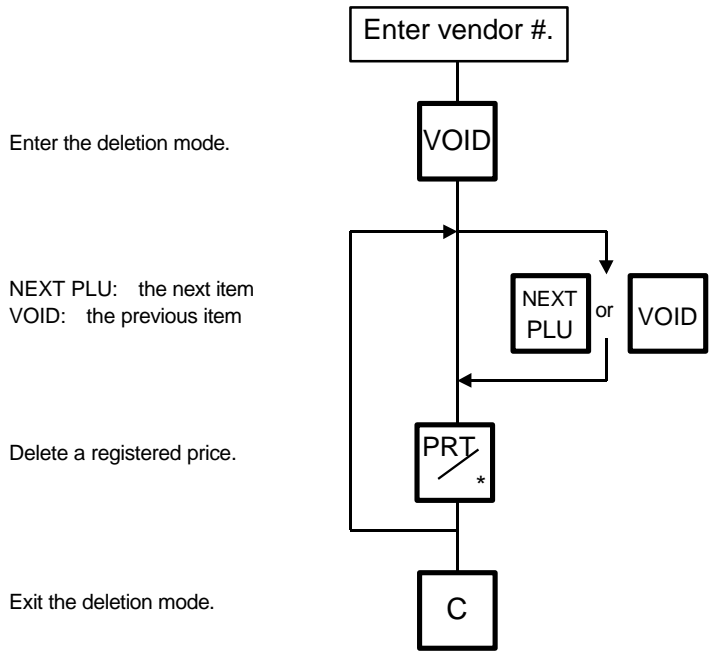 Enter vendor #.
Enter the deletion mode.
VOID
NEXT PLU: the next item
VOID: the previous item
NEXT
PLU
or
VOID
Delete a registered price.
PRT
*
Exit the deletion mode.
C